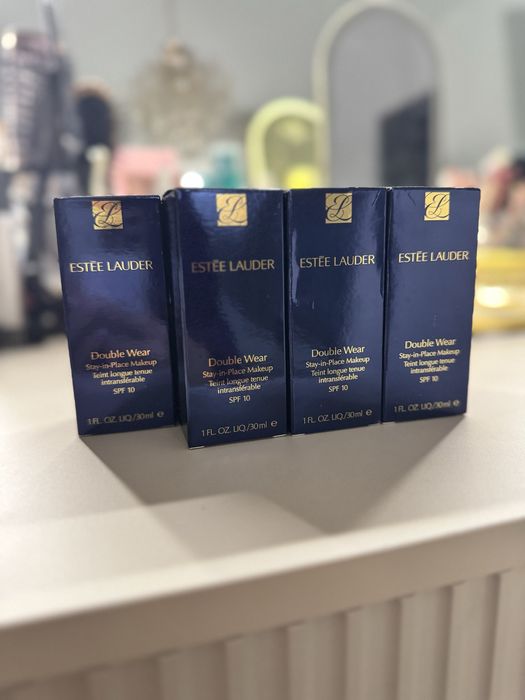 ESTĒE LAUDER
Double Wear
Stay-in-Place Makeup
Teint longue tenue
intransférable
SPF 10
1 FL. OZ. LIQ./30ml e
ESTĒE LAUDER
Double Wear
Stay-in-Place Makeup
Teint longue tenue
intransférable
SPF 10
1 FL. OZ. LIQ./30ml e
ESTĒE LAUDER
Double Wear
Stay-in-Place Makeup
Teint longue tenue
intransférable
SPF 10
1 FL. OZ. LIQ./30ml e
ESTĒE LAUDER
Double Wear
Stay-in-Place Makeup
Teint longue tenue
intransférable
SPF 10
1 FL. OZ. LIQ./30ml e